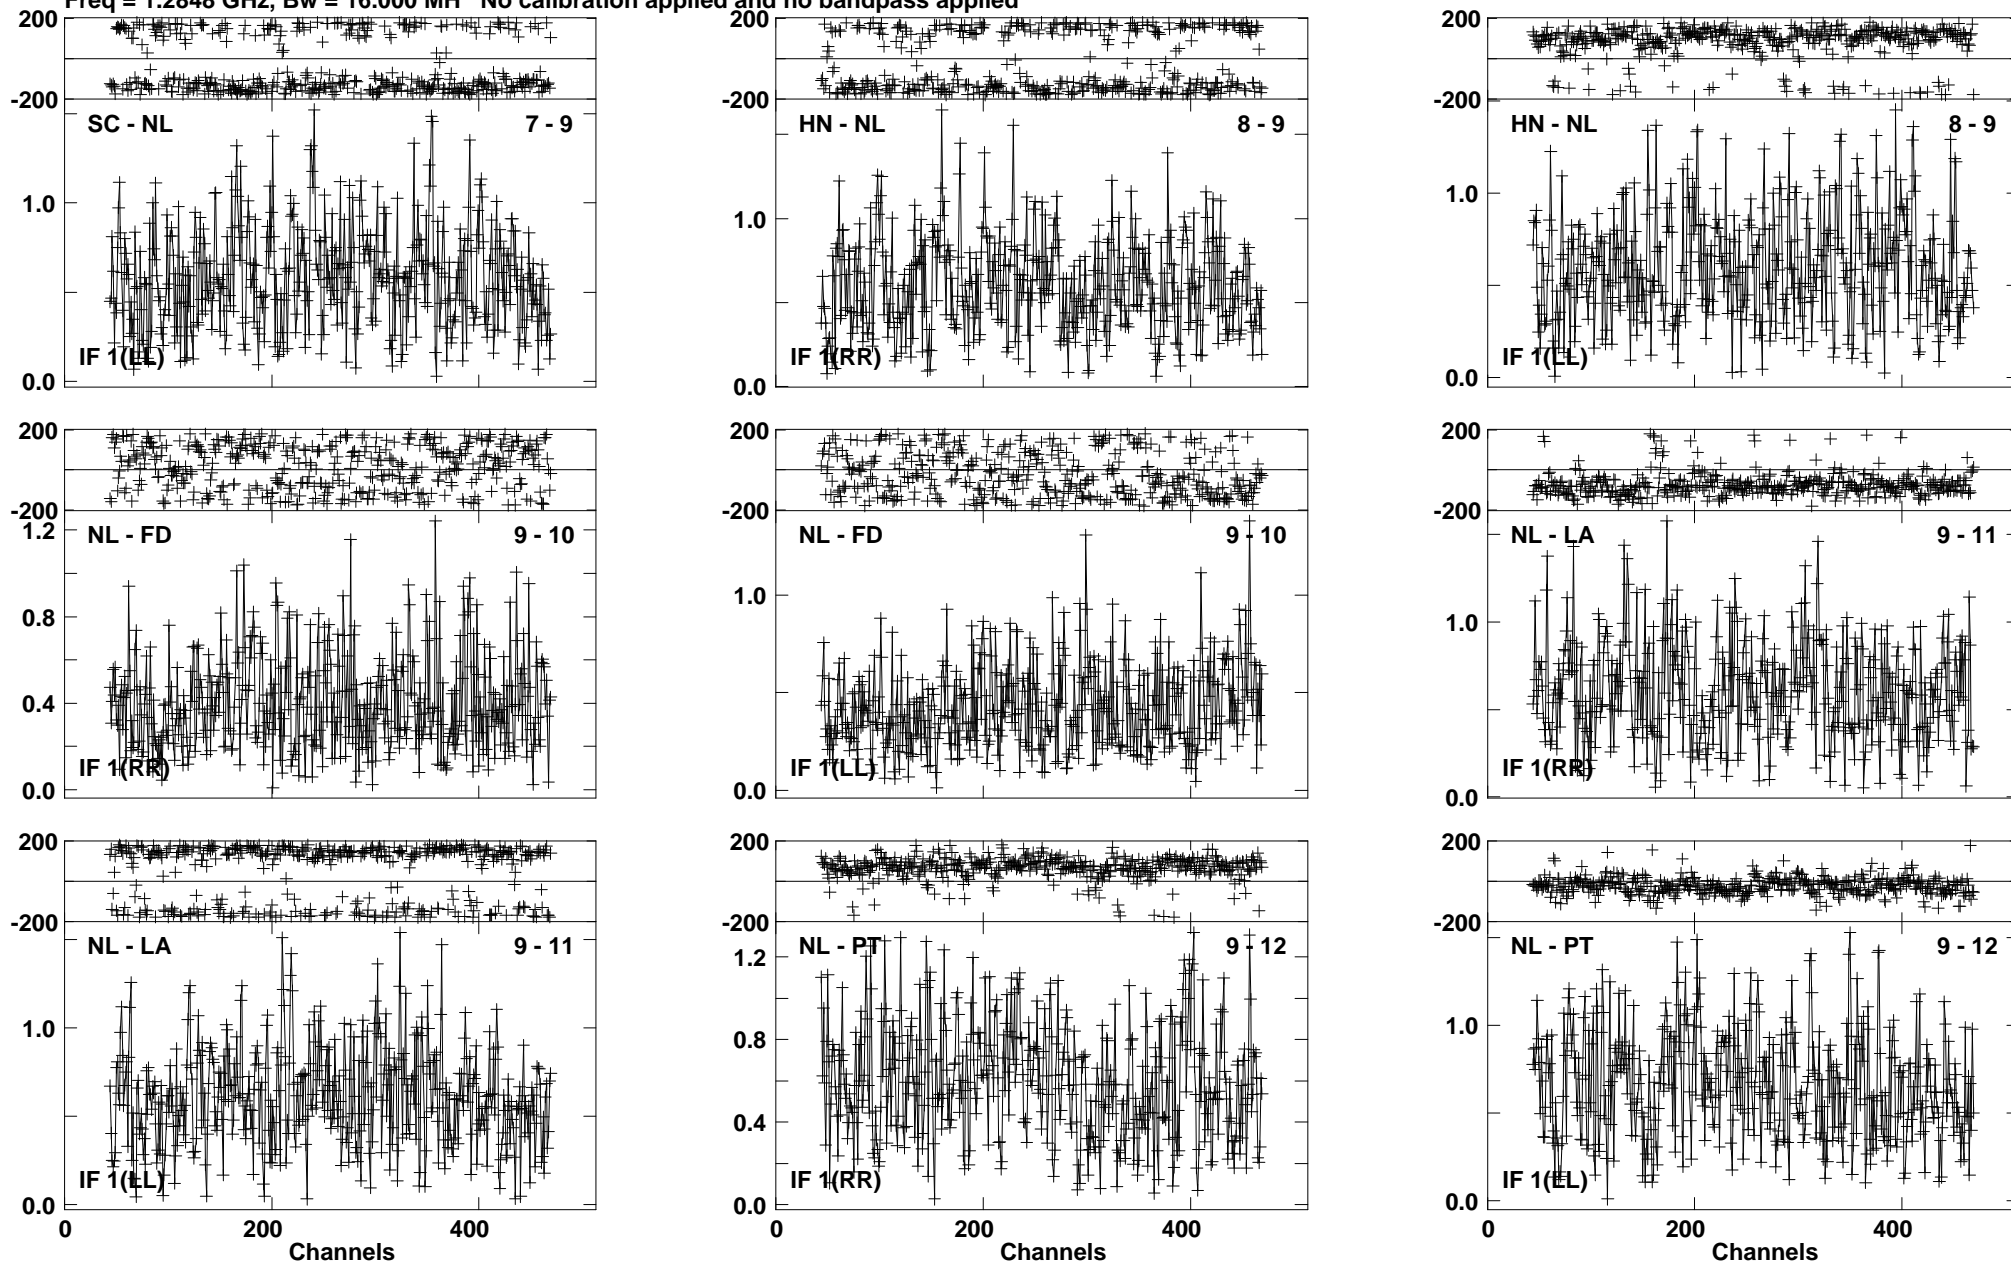 Freq = 1.2848 GHz, Bw = 16.000 MH No calibration applied and no bandpass applied
200 200 200
-200 -200 -200
SC - NL 7 - 9 HN - NL 8 - 9 HN - NL 8 - 9
1.0 1.0 1.0
IF 1(LL) IF 1(RR) IF 1(LL)
0.0 0.0 0.0
200 200 200
-200 -200 -200
NL - FD 9 - 10 NL - FD 9 - 10 NL - LA 9 - 11
1.2
0.8 1.0 1.0
0.4
IF 1(RR) IF 1(LL) IF 1(RR)
0.0 0.0 0.0
200 200 200
-200 -200 -200
NL - LA 9 - 11 NL - PT 9 - 12 NL - PT 9 - 12
1.2
1.0 0.8 1.0
0.4
IF 1(LL) IF 1(RR) IF 1(LL)
0.0 0.0 0.0
0 200 400 200 400 0 200 400
Channels Channels Channels